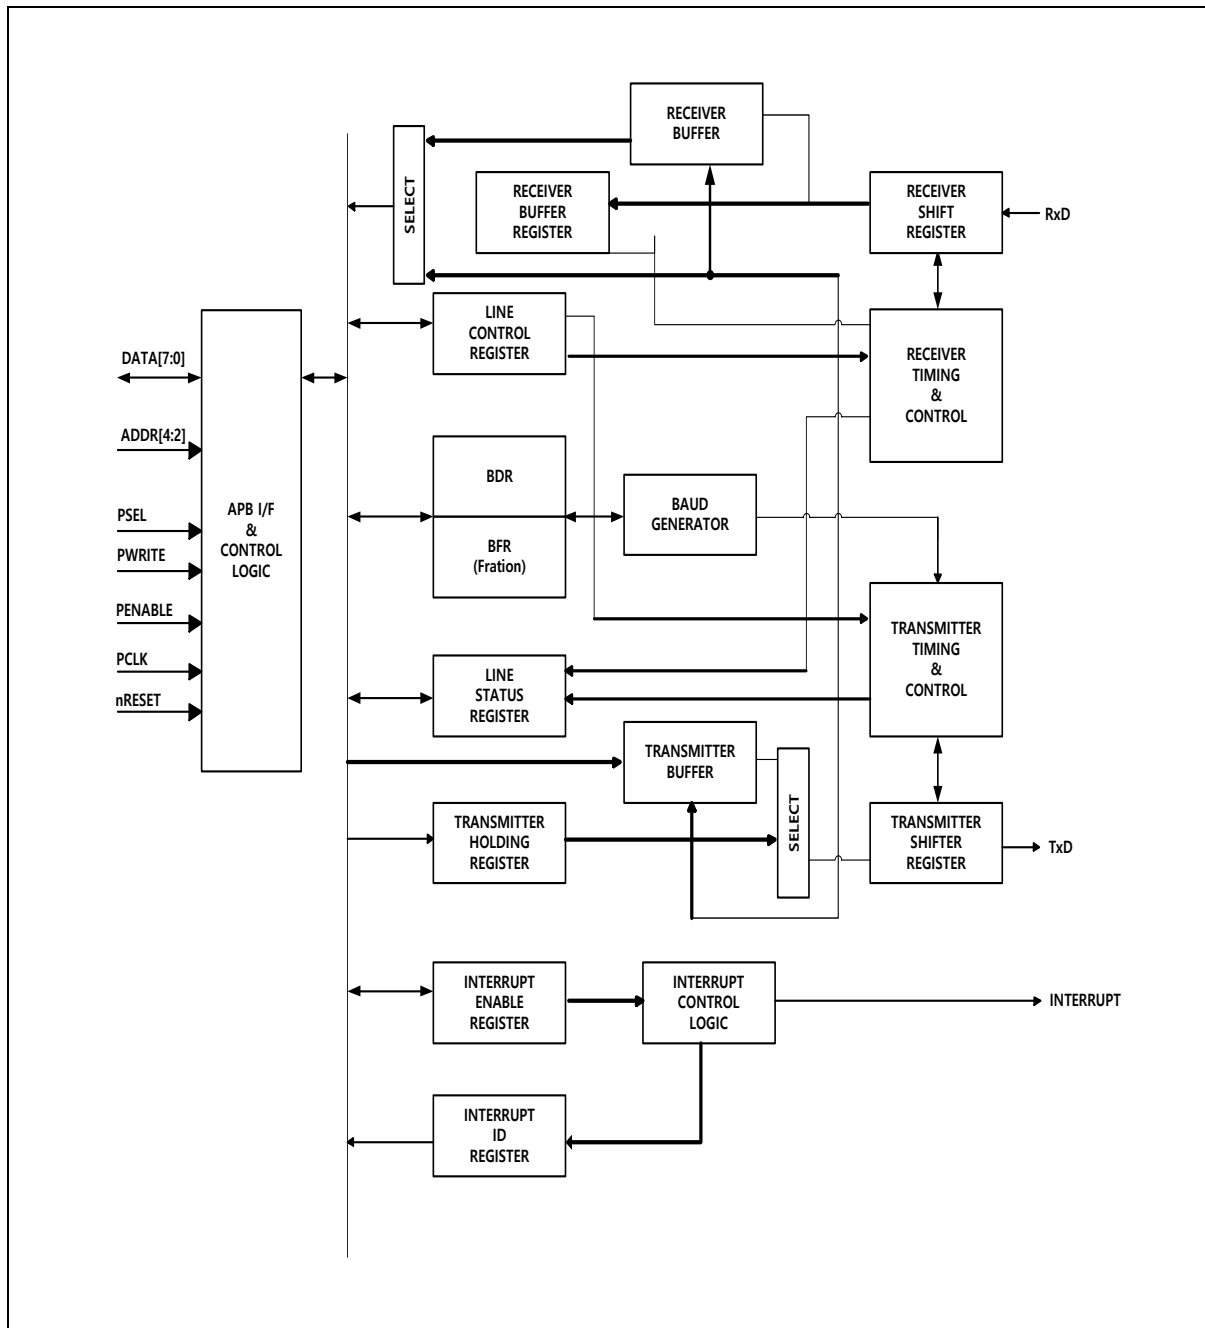 RECEIVER
BUFFER
SELECT
RECEIVER
BUFFER
REGISTER
RECEIVER
SHIFT
REGISTER
RxD
LINE
CONTROL
REGISTER
RECEIVER
TIMING
&
CONTROL
DATA[7:0]
ADDR[4:2]
PSEL
PWRITE
PENABLE
PCLK
nRESET
APB I/F
&
CONTROL
LOGIC
BDR
BFR
(Fration)
BAUD
GENERATOR
TRANSMITTER
TIMING
&
CONTROL
LINE
STATUS
REGISTER
TRANSMITTER
BUFFER
SELECT
TRANSMITTER
HOLDING
REGISTER
TRANSMITTER
SHIFTER
REGISTER
TxD
INTERRUPT
ENABLE
REGISTER
INTERRUPT
CONTROL
LOGIC
INTERRUPT
INTERRUPT
ID
REGISTER